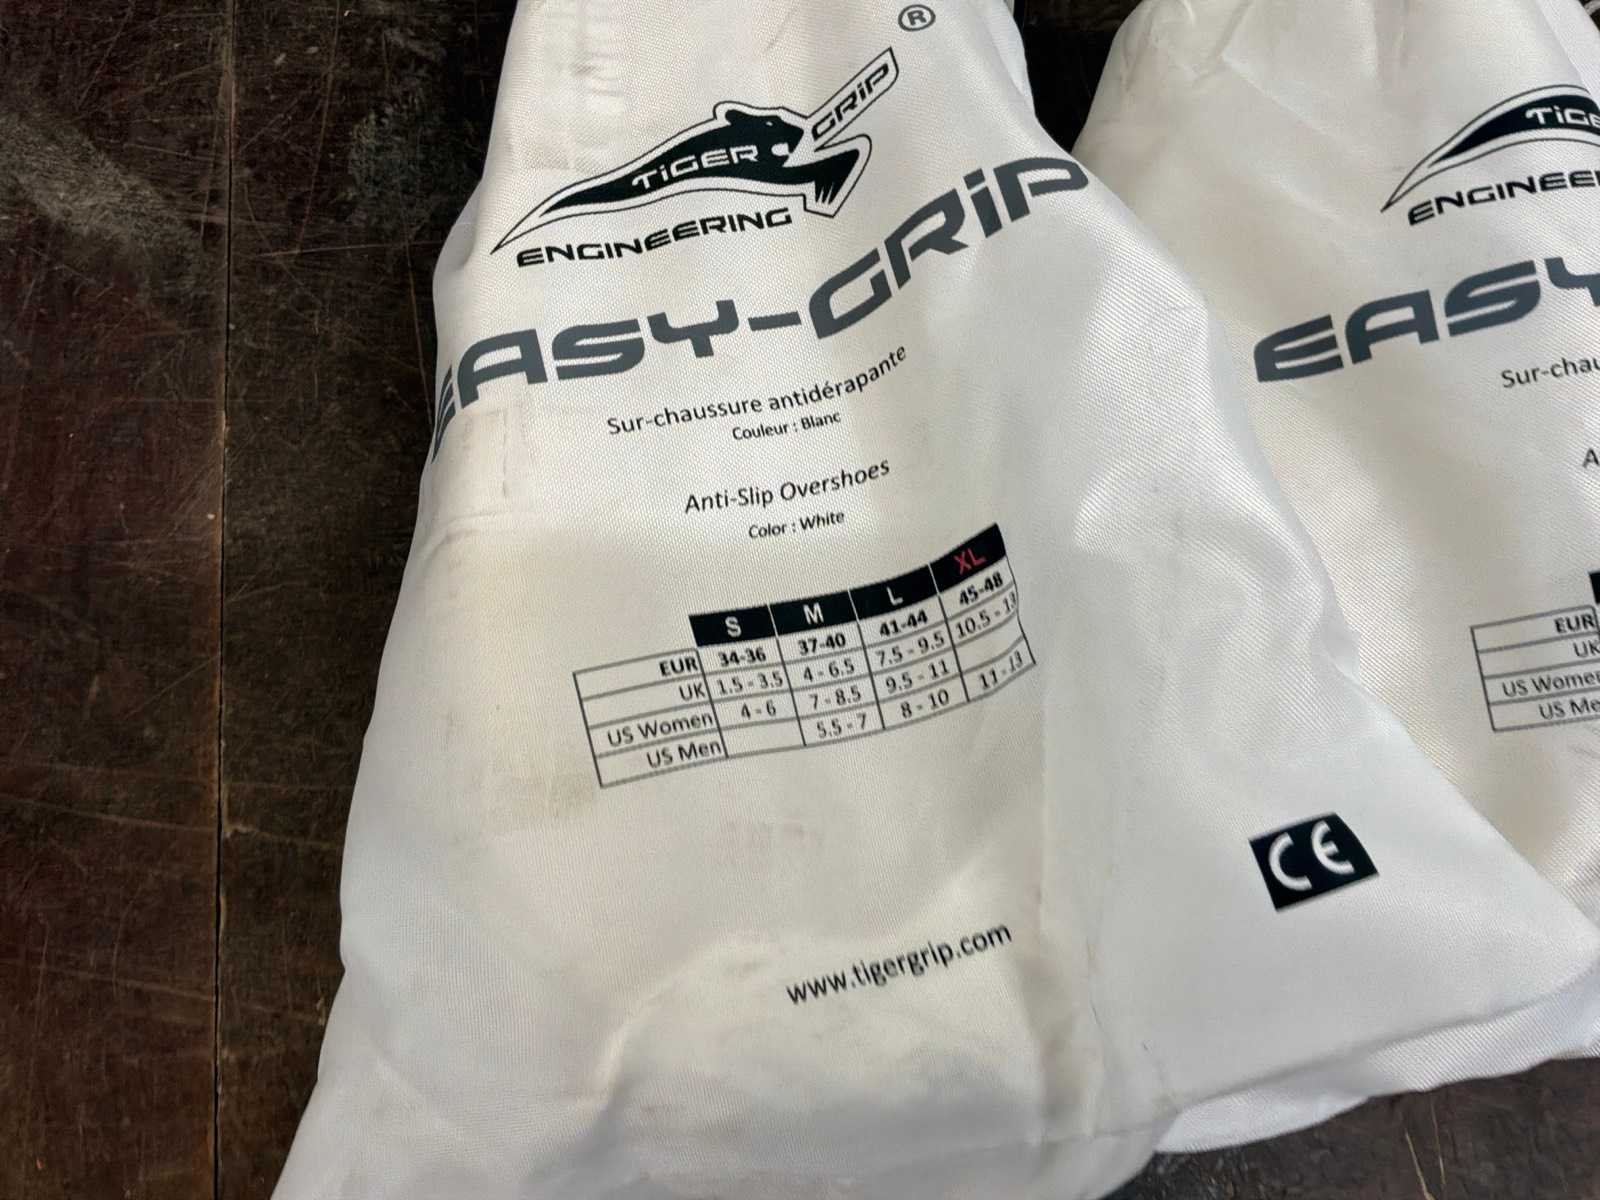 ®
TiGER GRiP
ENGINEERING
EASY-GRiP
Sur-chaussure antidérapante
Couleur : Blanc
Anti-Slip Overshoes
Color : White
S M L XL
EUR 34-36 37-40 41-44 45-48
UK 1.5 - 3.5 4 - 6.5 7.5 - 9.5 10.5 - 13
US Women 4 - 6 7 - 8.5 9.5 - 11
US Men 5.5 - 7 8 - 10 11 - 13
CE
www.tigergrip.com
TiGE
ENGINEE
EASY
Sur-chau
A
EUR
UK
US Women
US Me